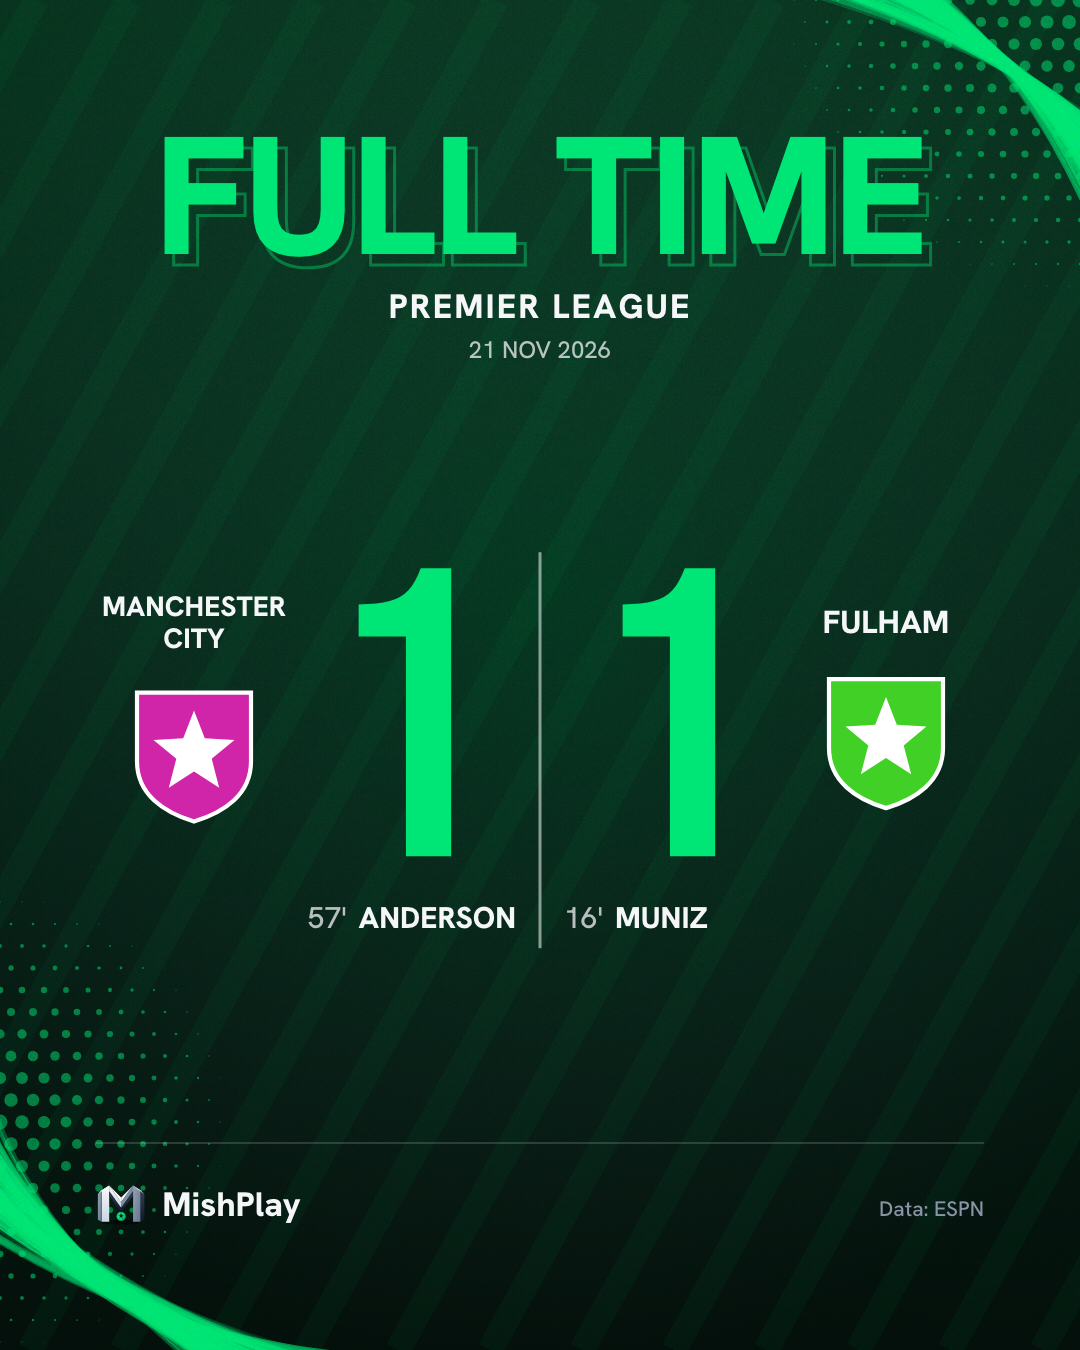 FULL TIME
PREMIER LEAGUE
21 NOV 2026
MANCHESTER
CITY
1
1
FULHAM
57' ANDERSON
16' MUNIZ
MishPlay
Data: ESPN